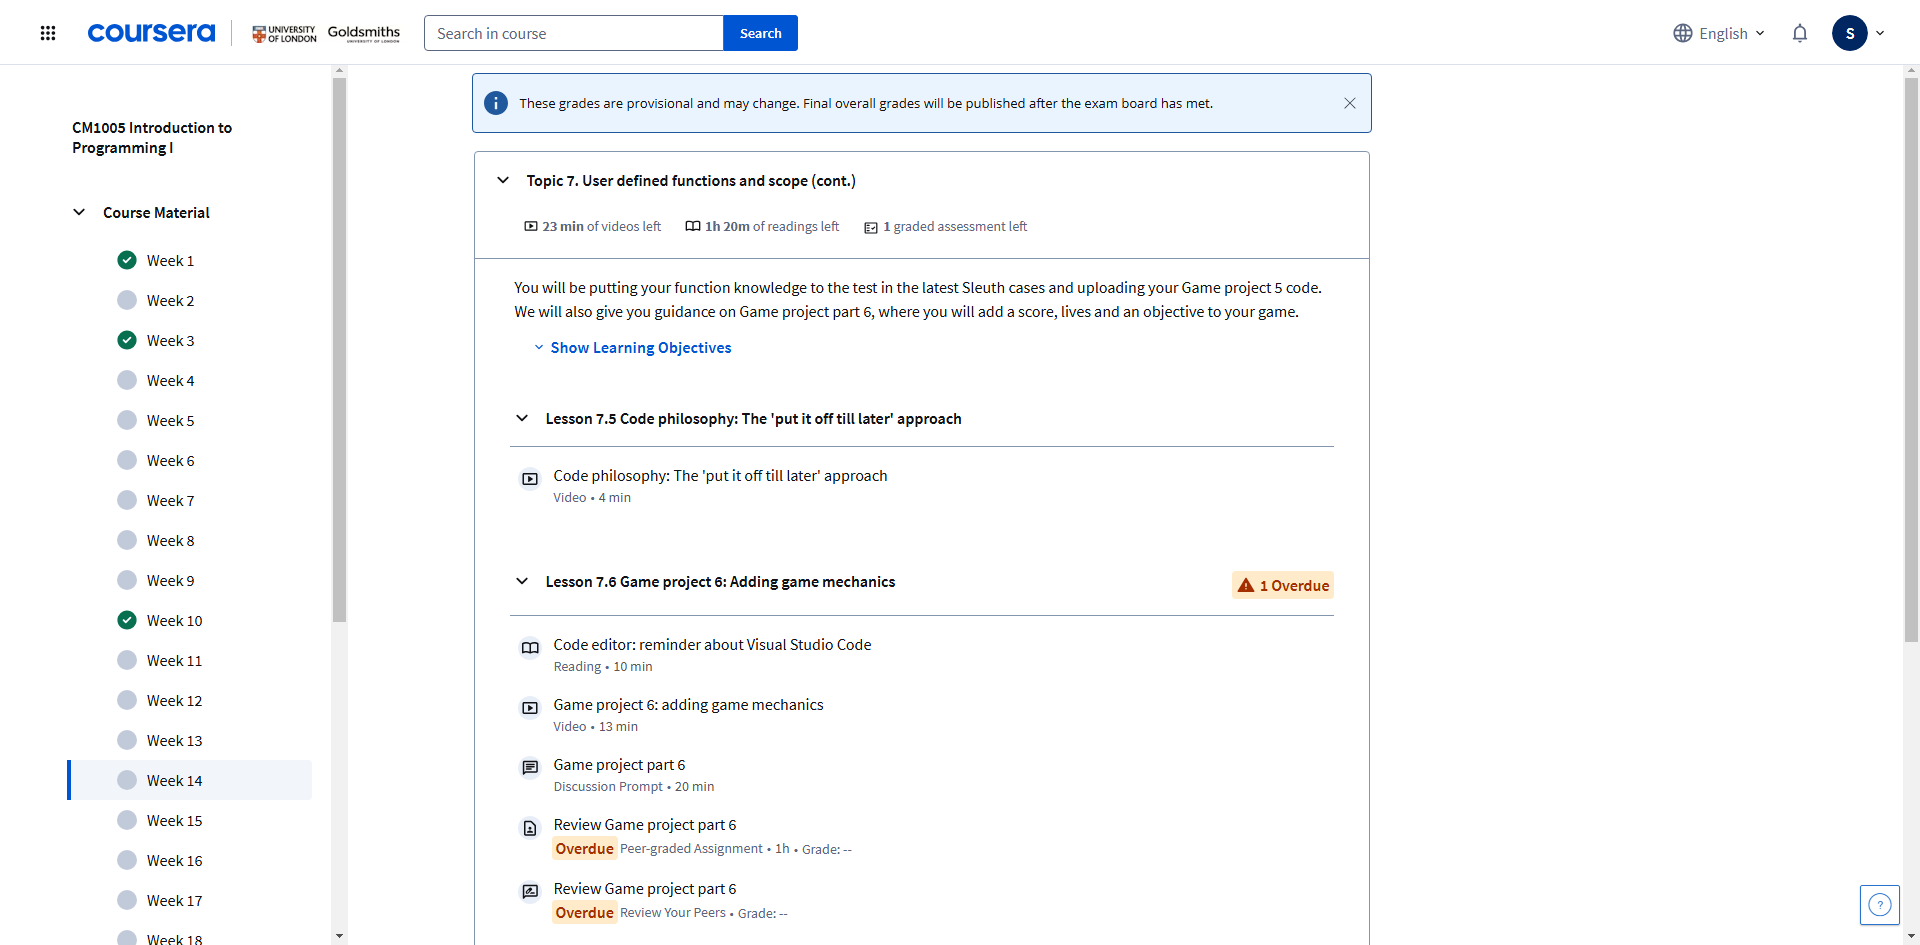 coursera
UNIVERSITY OF LONDON
Goldsmiths
UNIVERSITY OF LONDON
Search in course
Search
English
S
CM1005 Introduction to
Programming I
Course Material
Week 1
Week 2
Week 3
Week 4
Week 5
Week 6
Week 7
Week 8
Week 9
Week 10
Week 11
Week 12
Week 13
Week 14
Week 15
Week 16
Week 17
Week 18
These grades are provisional and may change. Final overall grades will be published after the exam board has met.
Topic 7. User defined functions and scope (cont.)
23 min of videos left
1h 20m of readings left
1 graded assessment left
You will be putting your function knowledge to the test in the latest Sleuth cases and uploading your Game project 5 code.
We will also give you guidance on Game project part 6, where you will add a score, lives and an objective to your game.
Show Learning Objectives
Lesson 7.5 Code philosophy: The 'put it off till later' approach
Code philosophy: The 'put it off till later' approach
Video • 4 min
Lesson 7.6 Game project 6: Adding game mechanics
1 Overdue
Code editor: reminder about Visual Studio Code
Reading • 10 min
Game project 6: adding game mechanics
Video • 13 min
Game project part 6
Discussion Prompt • 20 min
Review Game project part 6
Overdue Peer-graded Assignment • 1h • Grade: --
Review Game project part 6
Overdue Review Your Peers • Grade: --
?